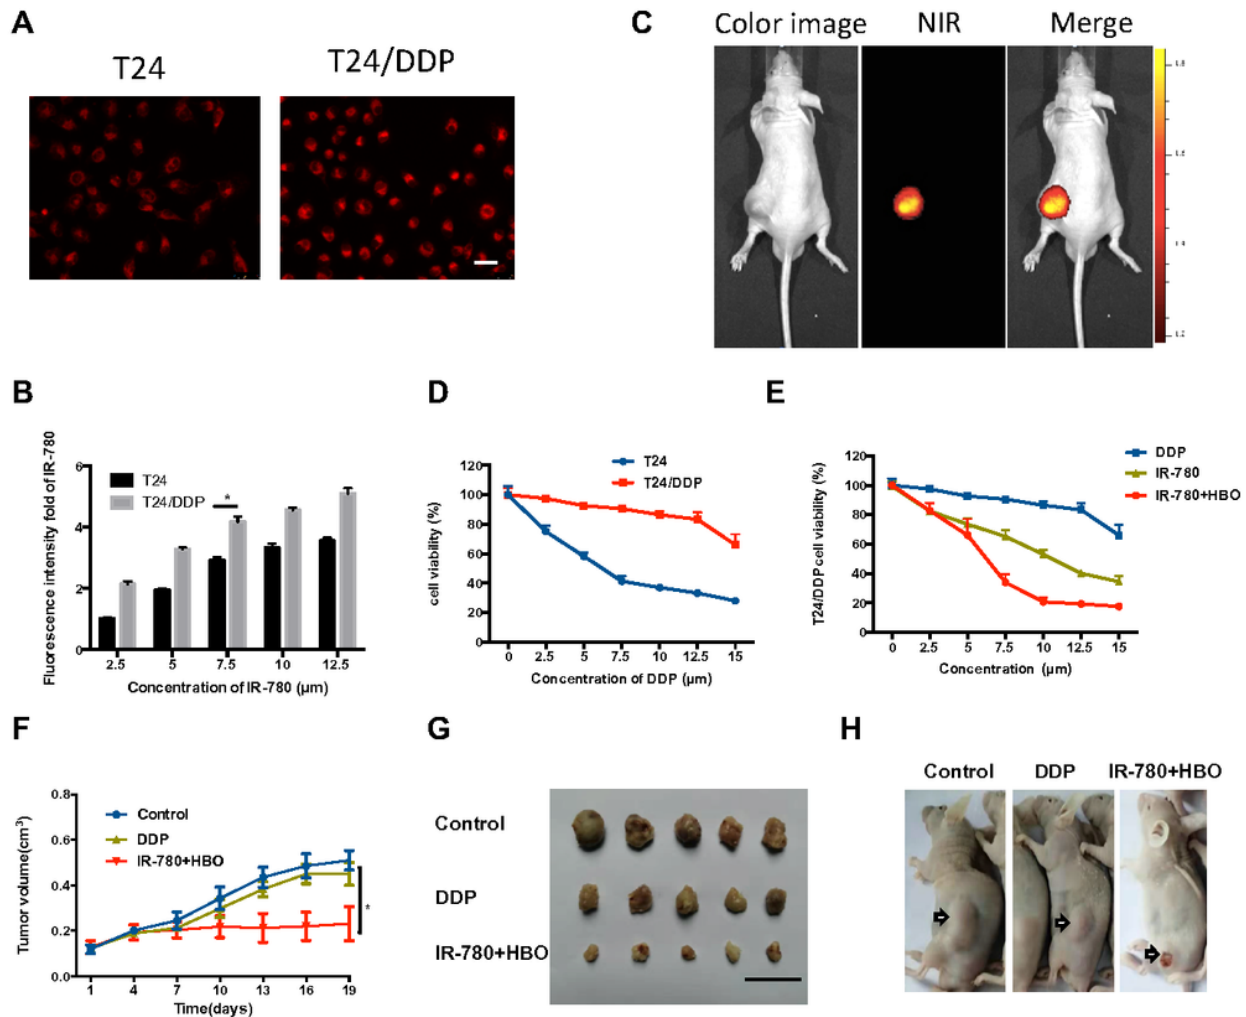 A
T24
T24/DDP
C
Color image
NIR
Merge
B
Fluorescence intensity fold of IR-780
6
4
2
0
T24
T24/DDP
*
2.5 5 7.5 10 12.5
Concentration of IR-780 (μm)
D
cell viability (%)
120
100
80
60
40
20
0
T24
T24/DDP
0 2.5 5 7.5 10 12.5 15
Concentration of DDP (μm)
E
T24/DDP cell viability (%)
120
100
80
60
40
20
0
DDP
IR-780
IR-780+HBO
0 2.5 5 7.5 10 12.5 15
Concentration (μm)
F
Tumor volume(cm³)
0.8
0.6
0.4
0.2
0.0
Control
DDP
IR-780+HBO
*
1 4 7 10 13 16 19
Time(days)
G
Control
DDP
IR-780+HBO
H
Control
DDP
IR-780+HBO